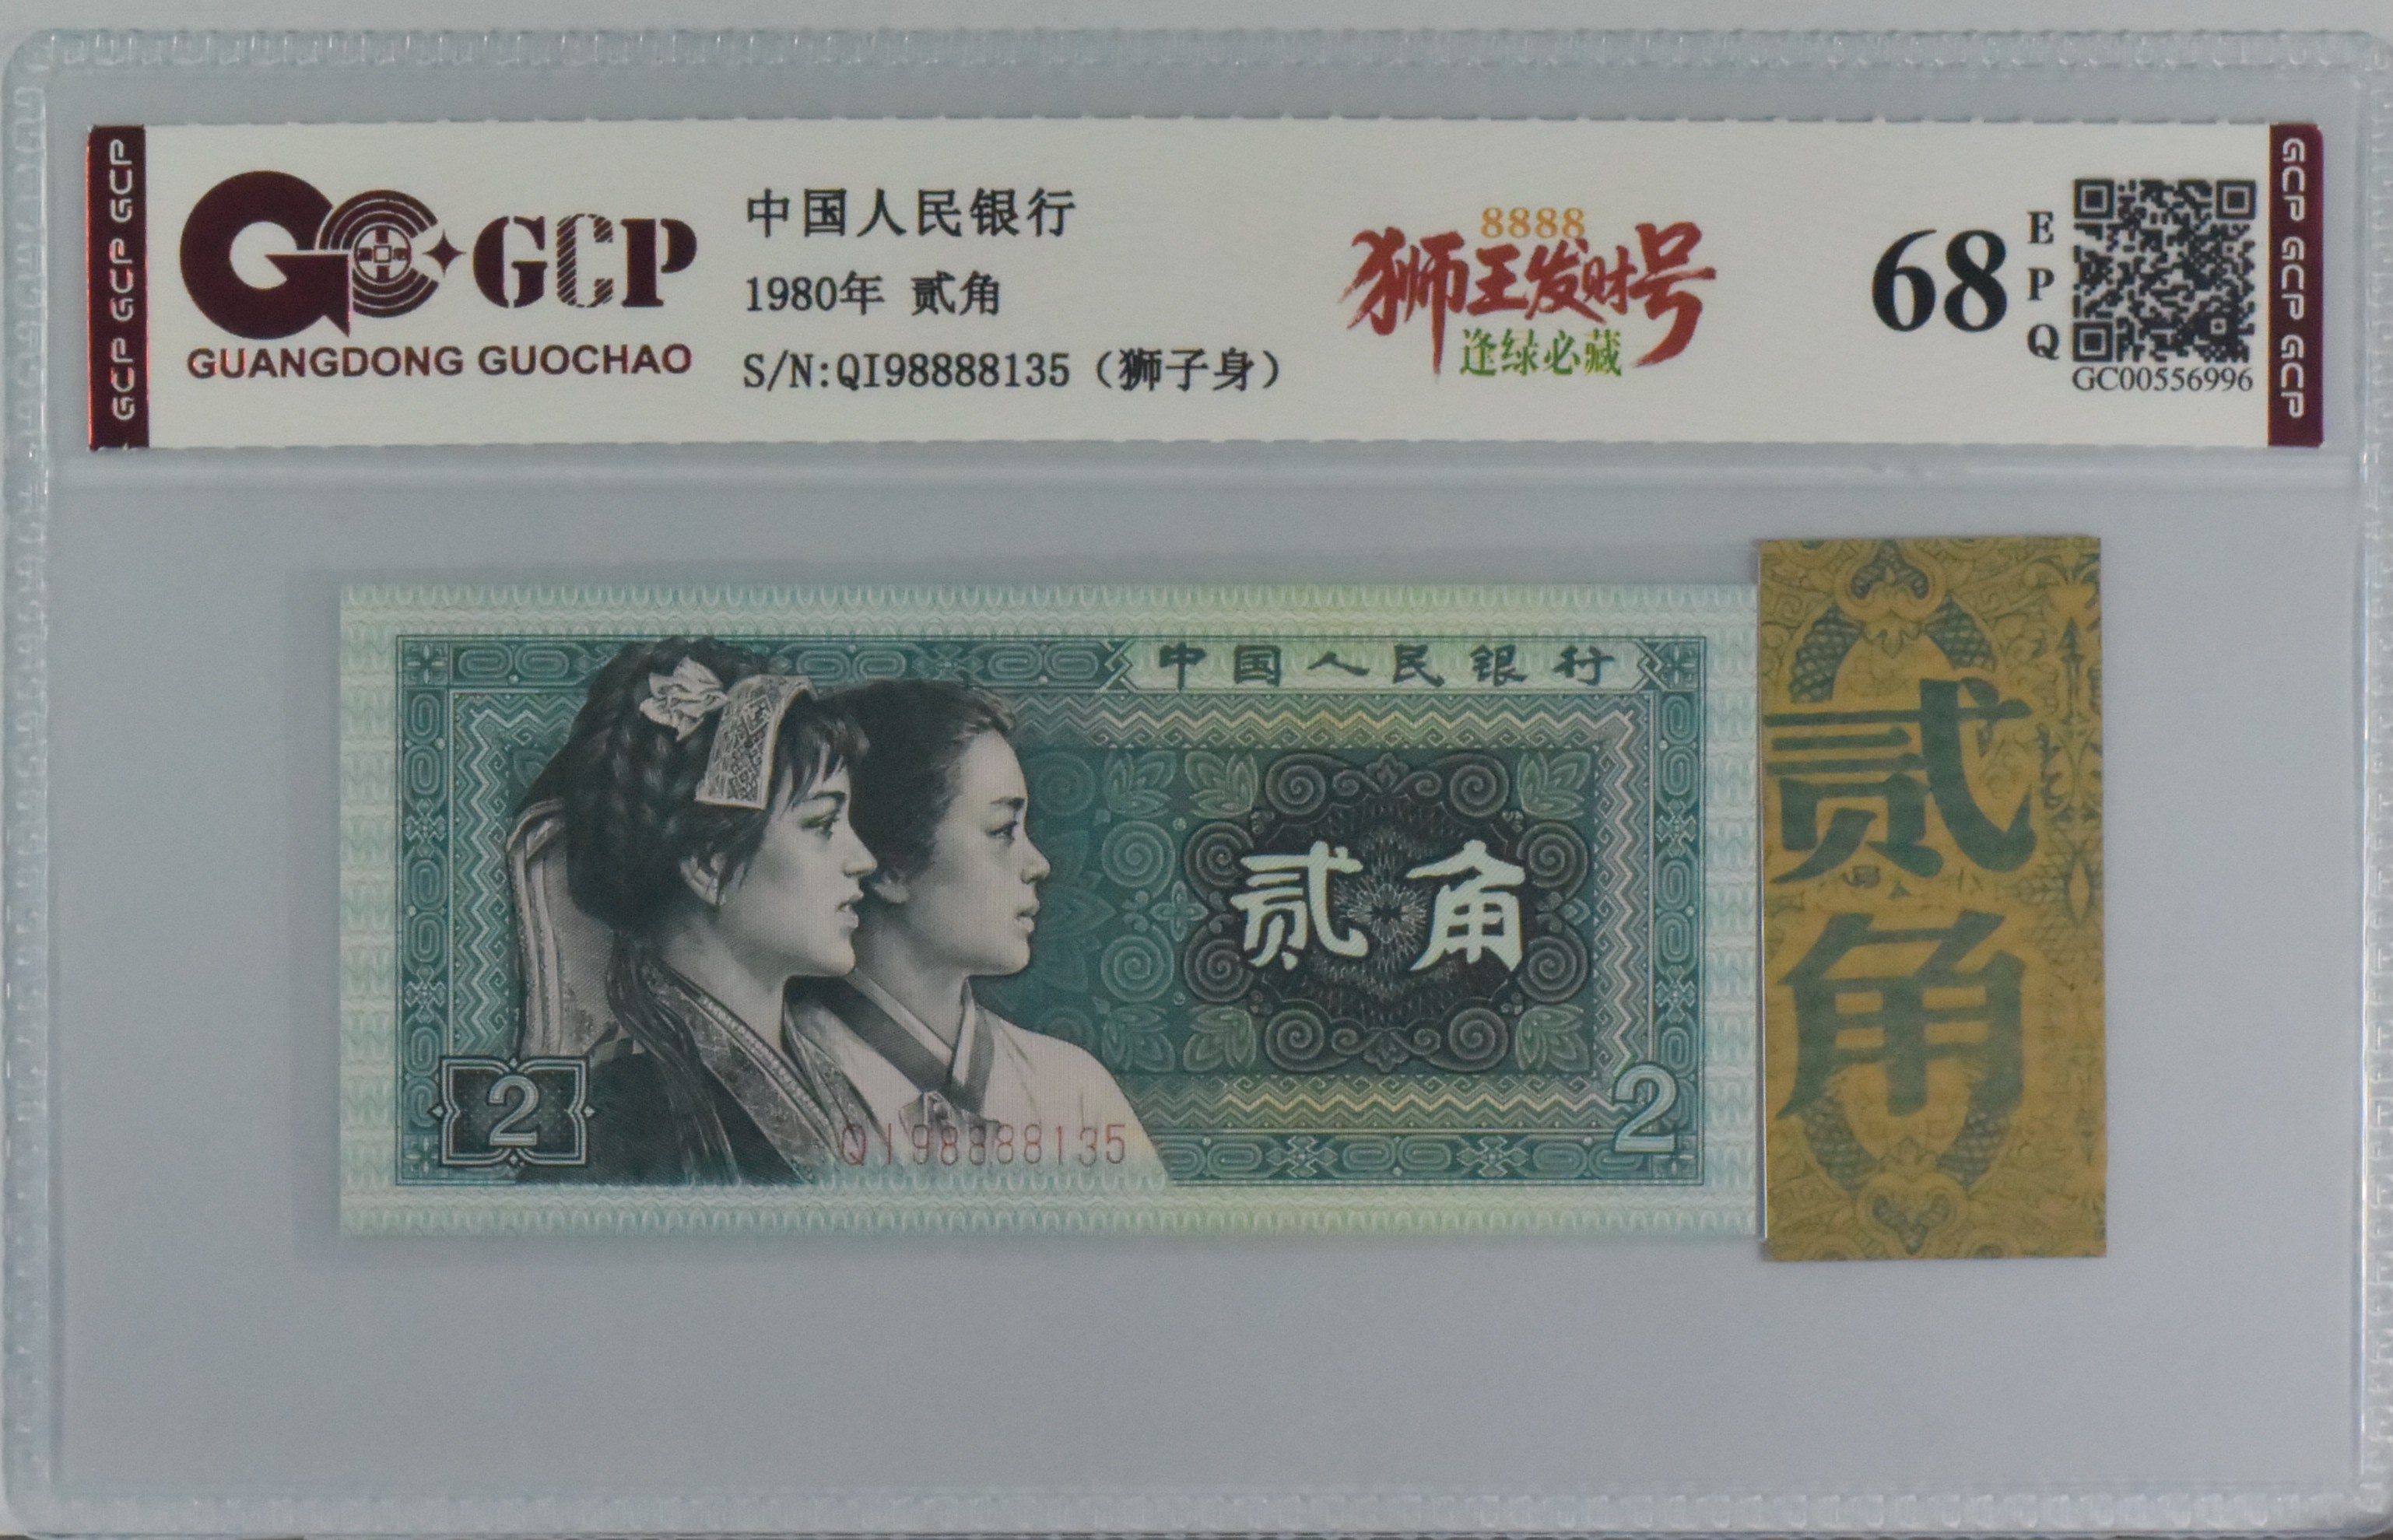 GCP GCP GCP
GCP
GUANGDONG GUOCHAO
中国人民银行
1980年 贰角
S/N:QI98888135（狮子身）
8888
狮王发财号
逢绿必藏
68
EPQ
GC00556996
GCP GCP GCP
中国人民银行
贰角
2
2
QI98888135
贰角